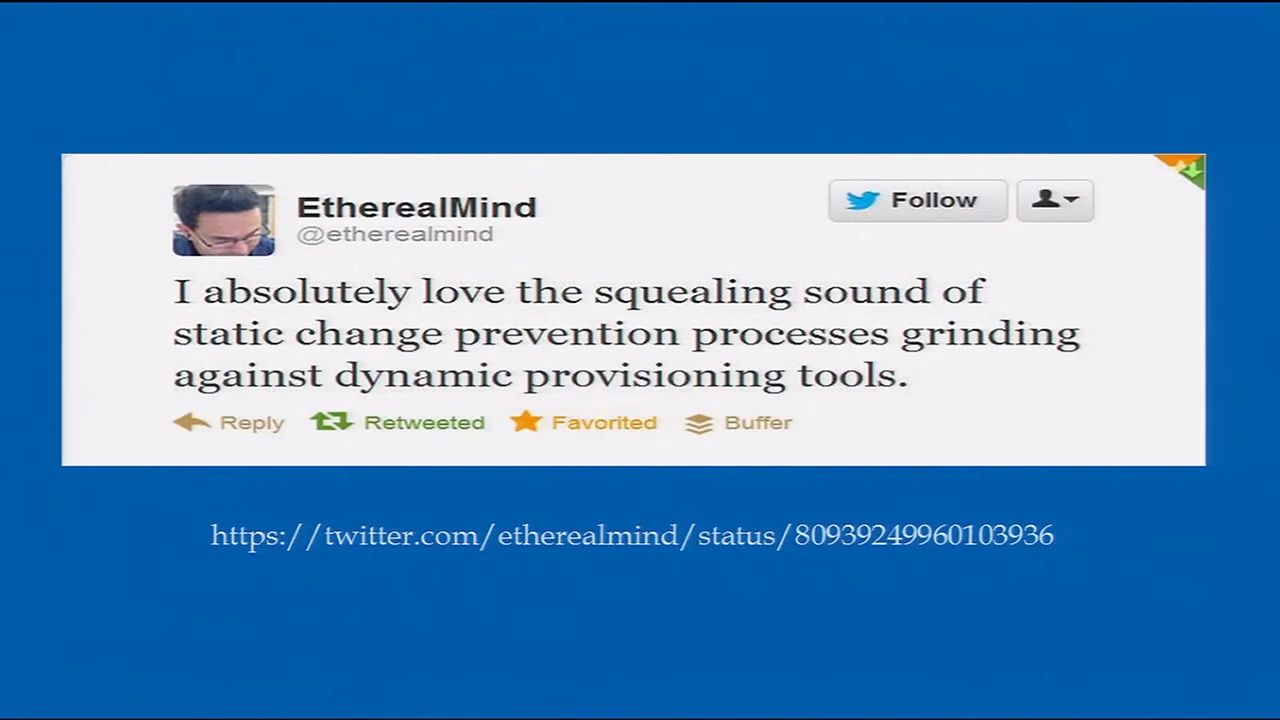 EtherealMind
@etherealmind
Follow
I absolutely love the squealing sound of
static change prevention processes grinding
against dynamic provisioning tools.
Reply Retweeted Favorited Buffer
https://twitter.com/etherealmind/status/80939249960103936